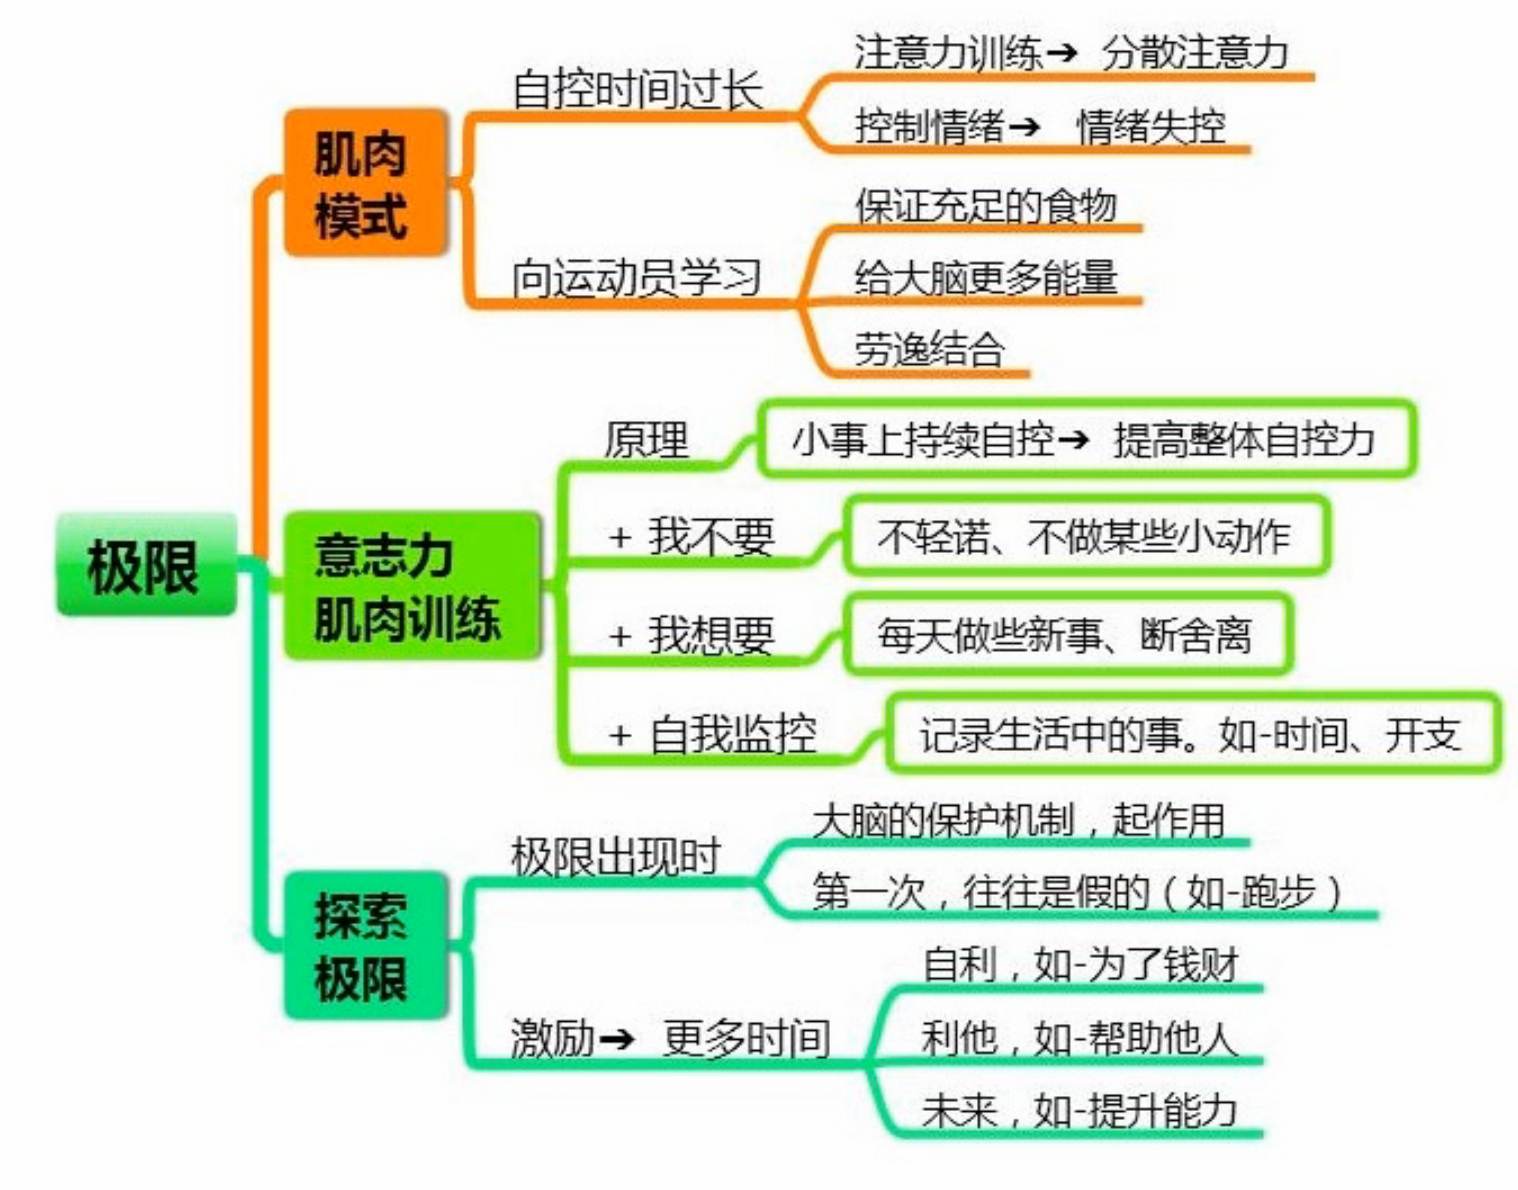 极限
肌肉
模式
自控时间过长
注意力训练➔ 分散注意力
控制情绪➔ 情绪失控
向运动员学习
保证充足的食物
给大脑更多能量
劳逸结合
意志力
肌肉训练
原理
小事上持续自控➔ 提高整体自控力
+ 我不要
不轻诺、不做某些小动作
+ 我想要
每天做些新事、断舍离
+ 自我监控
记录生活中的事。如-时间、开支
探索
极限
极限出现时
大脑的保护机制，起作用
第一次，往往是假的（如-跑步）
激励➔ 更多时间
自利，如-为了钱财
利他，如-帮助他人
未来，如-提升能力